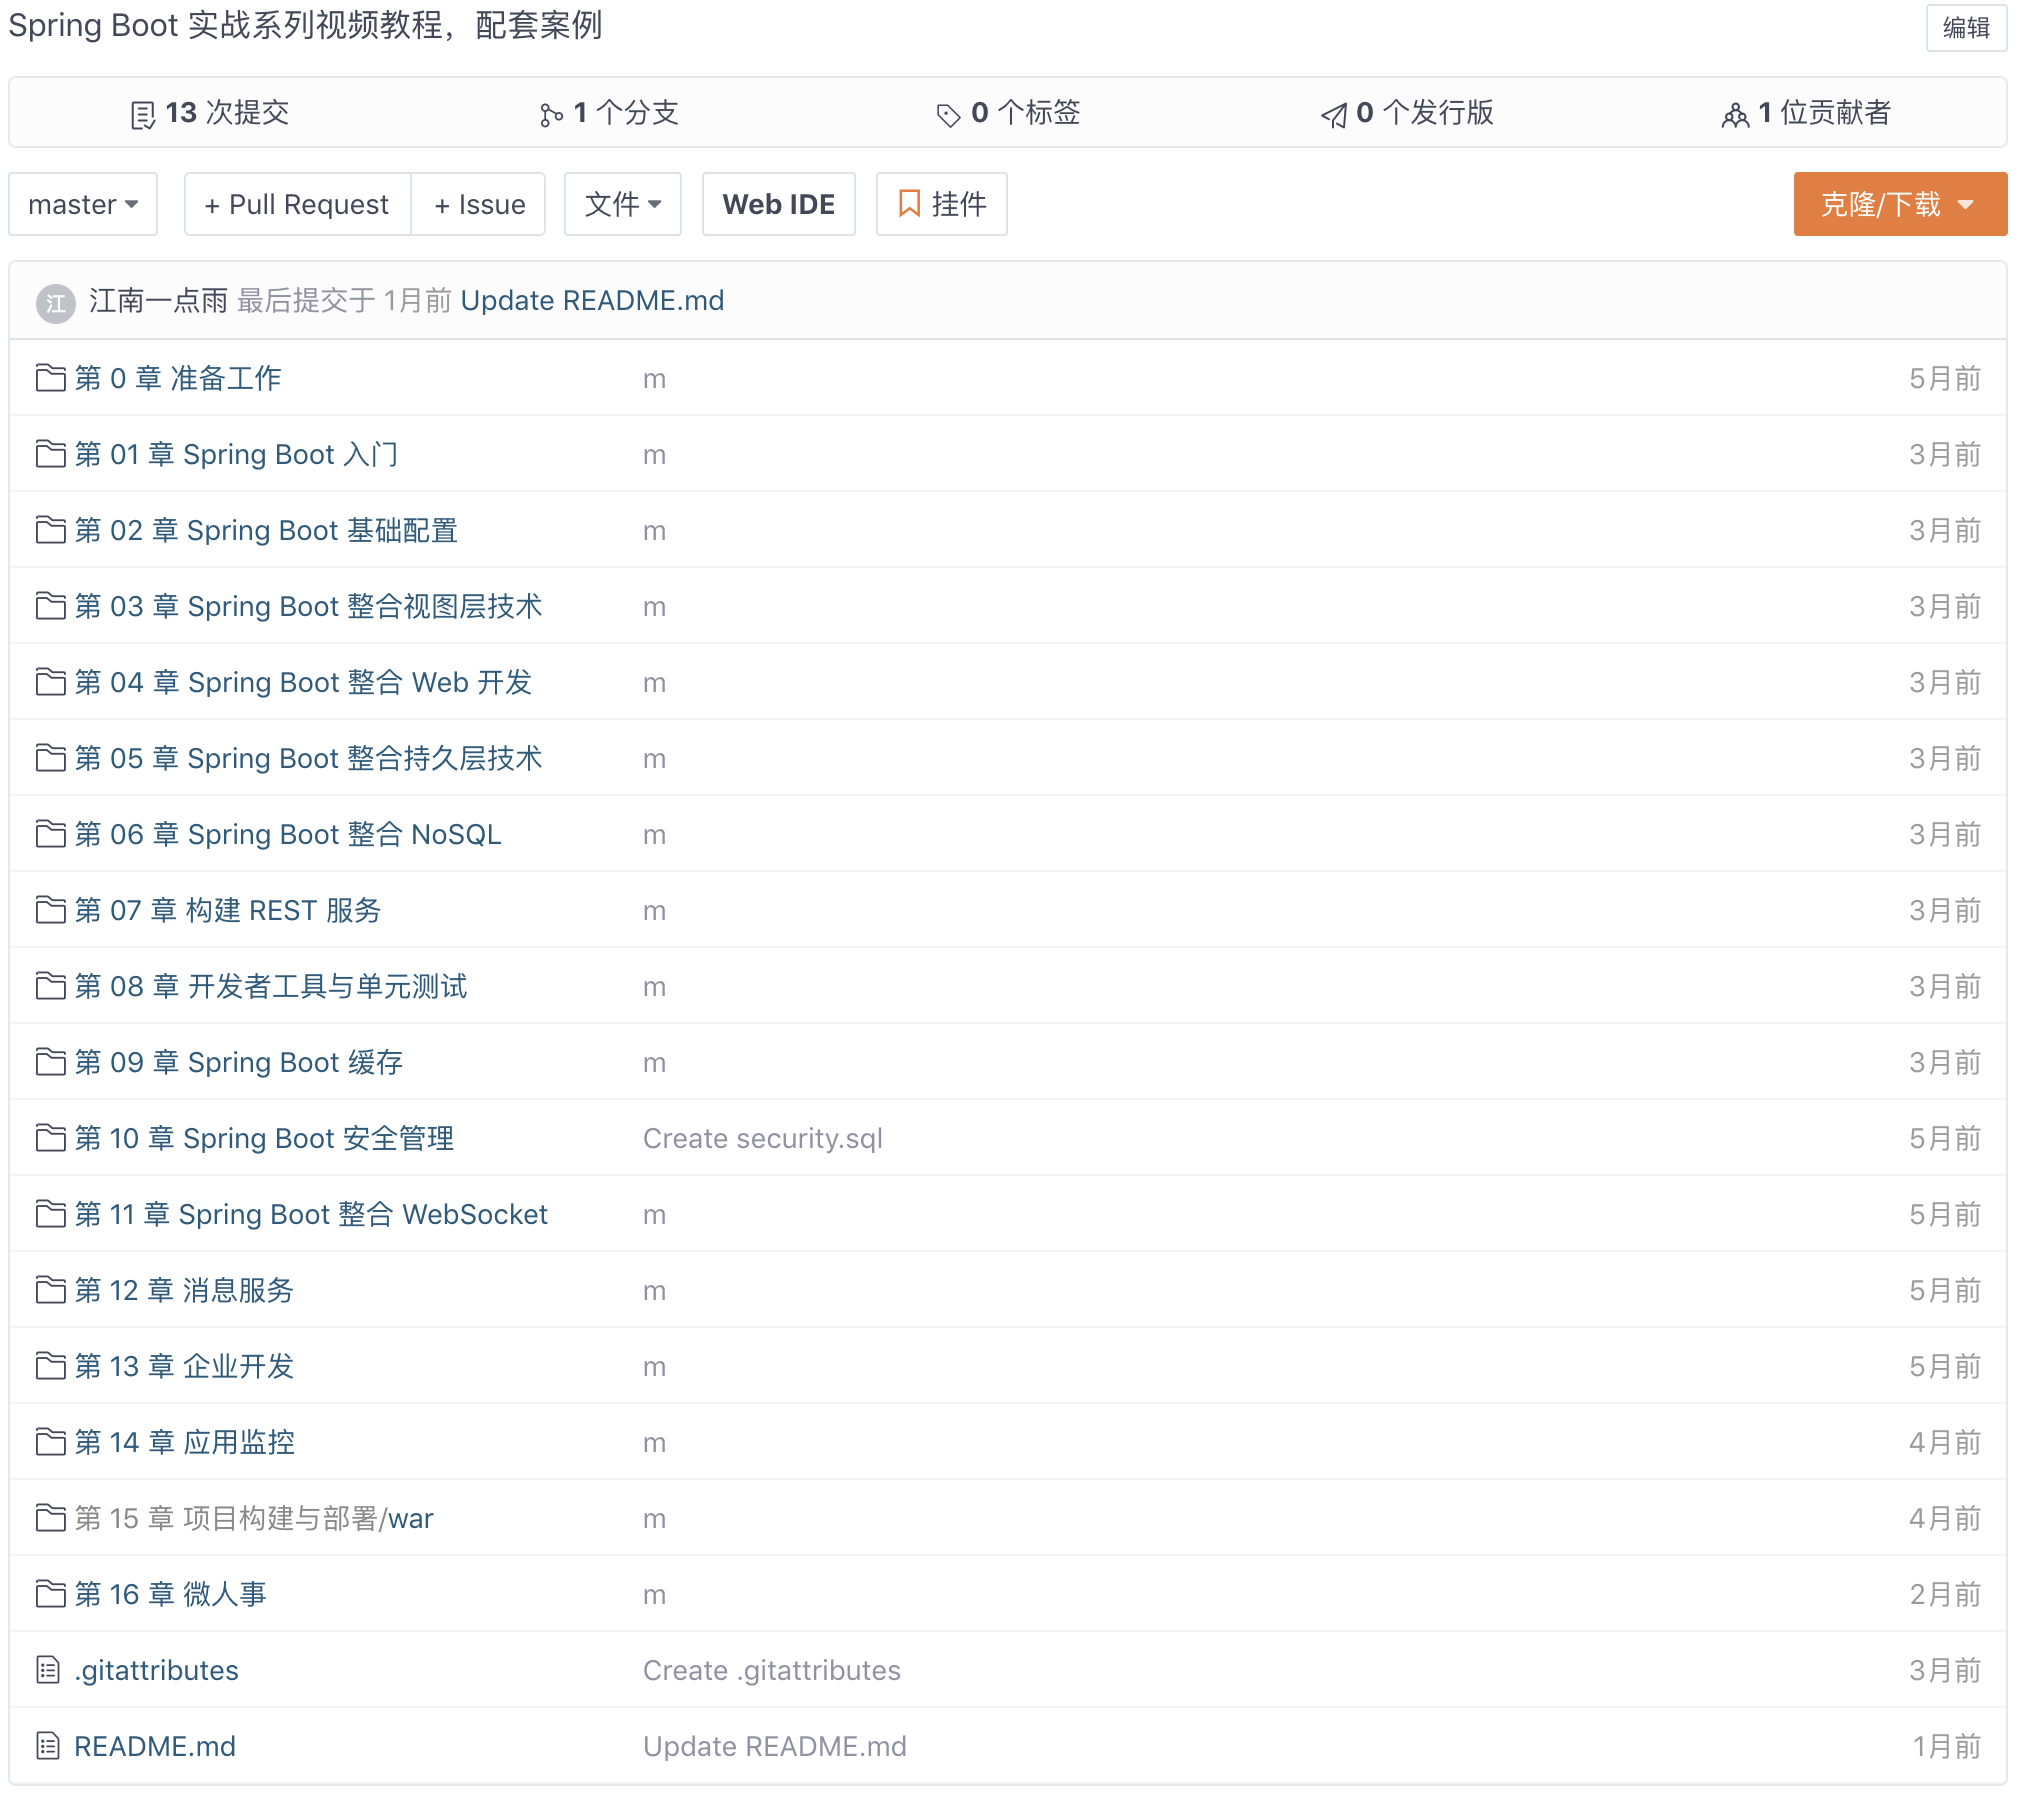 Spring Boot 实战系列视频教程，配套案例 编辑
13 次提交 1 个分支 0 个标签 0 个发行版 1 位贡献者
master + Pull Request + Issue 文件 Web IDE 挂件 克隆/下载
江 江南一点雨 最后提交于 1月前 Update README.md
第 0 章 准备工作 m 5月前
第 01 章 Spring Boot 入门 m 3月前
第 02 章 Spring Boot 基础配置 m 3月前
第 03 章 Spring Boot 整合视图层技术 m 3月前
第 04 章 Spring Boot 整合 Web 开发 m 3月前
第 05 章 Spring Boot 整合持久层技术 m 3月前
第 06 章 Spring Boot 整合 NoSQL m 3月前
第 07 章 构建 REST 服务 m 3月前
第 08 章 开发者工具与单元测试 m 3月前
第 09 章 Spring Boot 缓存 m 3月前
第 10 章 Spring Boot 安全管理 Create security.sql 5月前
第 11 章 Spring Boot 整合 WebSocket m 5月前
第 12 章 消息服务 m 5月前
第 13 章 企业开发 m 5月前
第 14 章 应用监控 m 4月前
第 15 章 项目构建与部署/war m 4月前
第 16 章 微人事 m 2月前
.gitattributes Create .gitattributes 3月前
README.md Update README.md 1月前